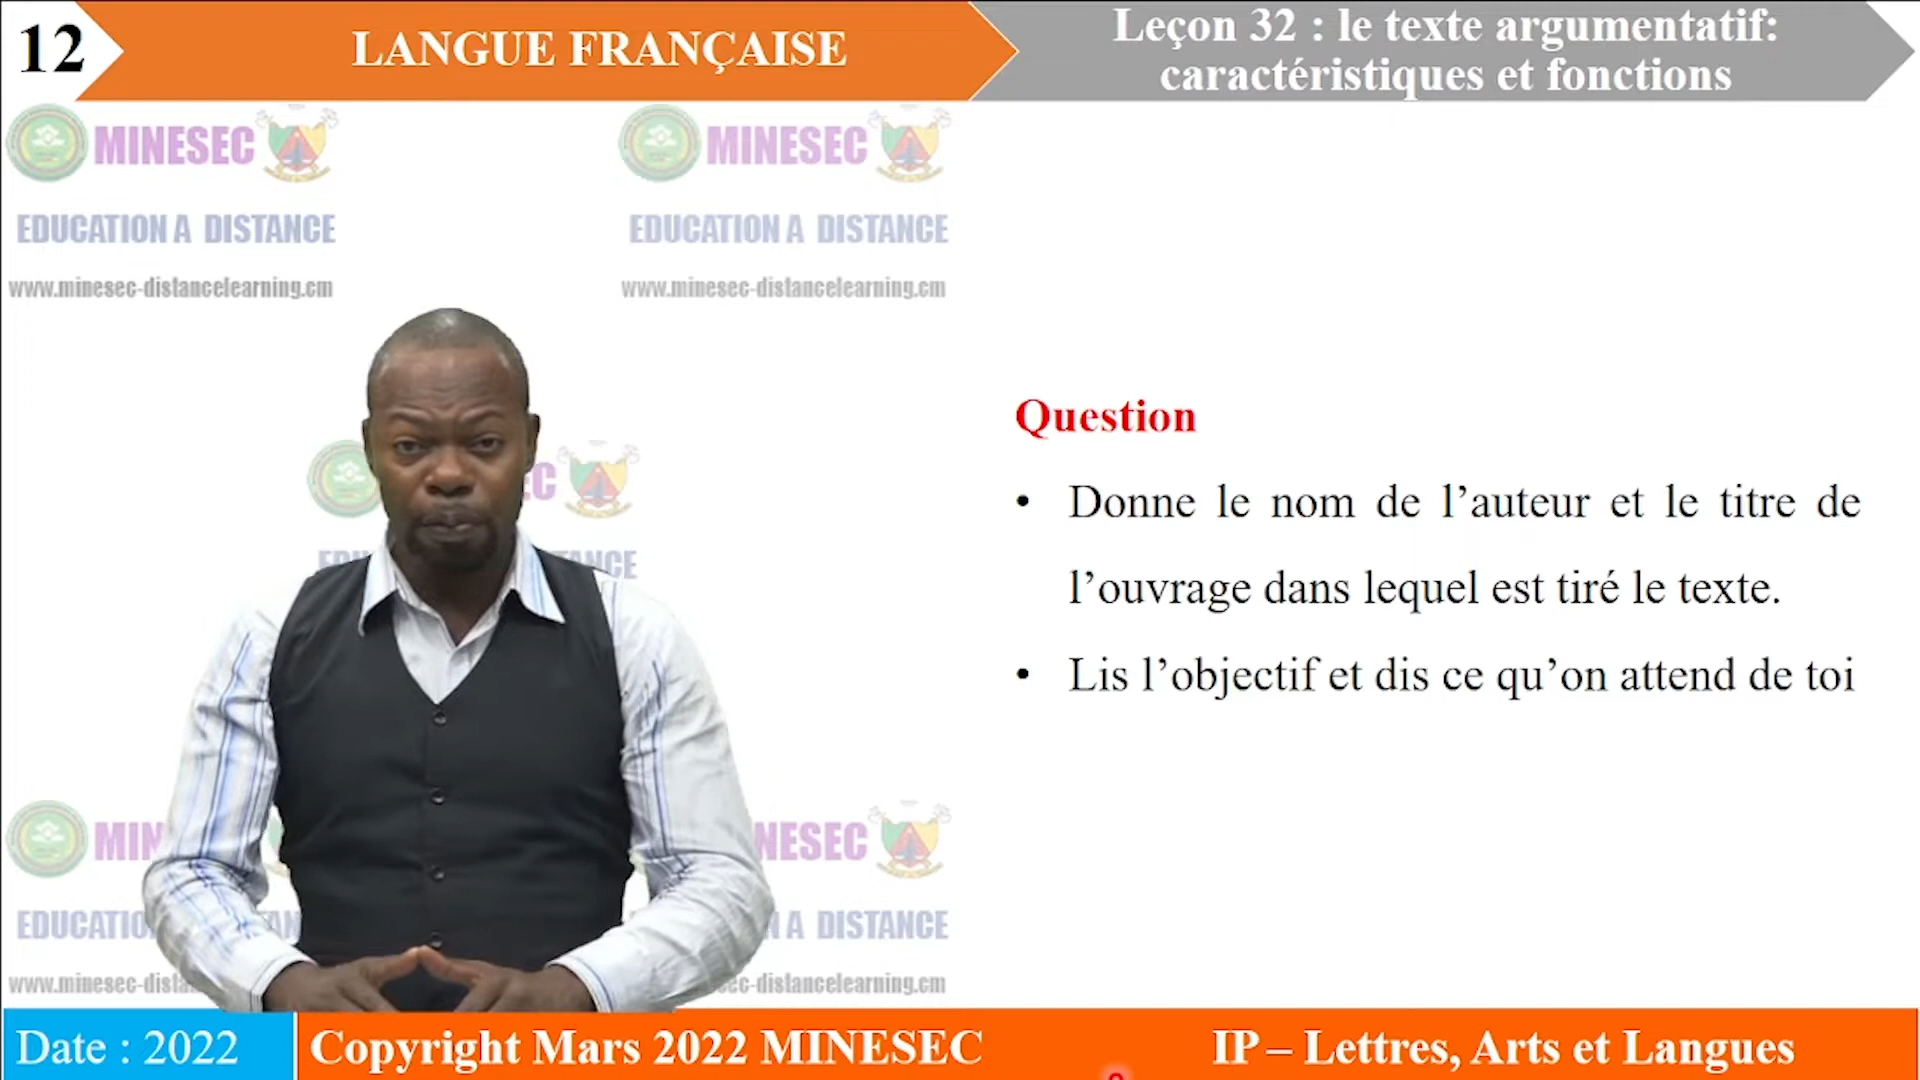 12
LANGUE FRANÇAISE
Leçon 32 : le texte argumentatif:
caractéristiques et fonctions
MINESEC
MINESEC
EDUCATION A DISTANCE
EDUCATION A DISTANCE
www.minesec-distancelearning.cm
www.minesec-distancelearning.cm
Question
• Donne le nom de l’auteur et le titre de
l’ouvrage dans lequel est tiré le texte.
• Lis l’objectif et dis ce qu’on attend de toi
Date : 2022
Copyright Mars 2022 MINESEC
IP – Lettres, Arts et Langues